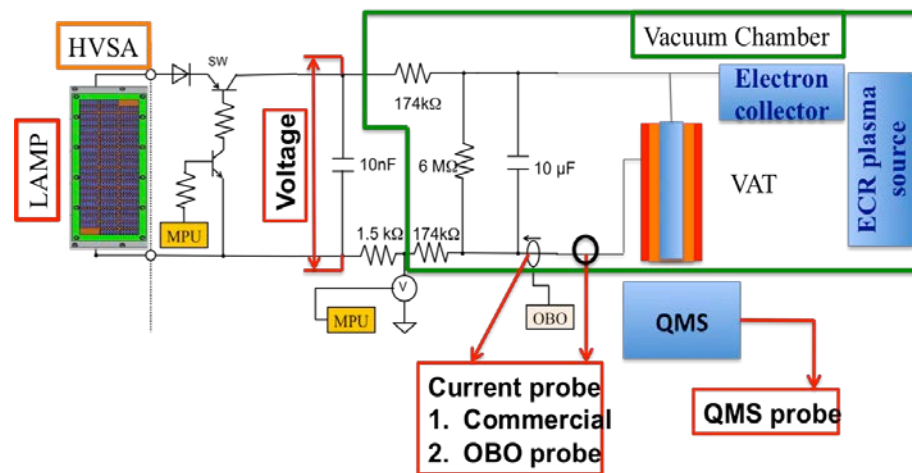 HVSA
SW
Vacuum Chamber
LAMP
Voltage
174kΩ
Electron
collector
ECR plasma
source
10nF
6 MΩ
10 µF
VAT
MPU
1.5 kΩ
174kΩ
V
MPU
OBO
QMS
Current probe
1. Commercial
2. OBO probe
QMS probe